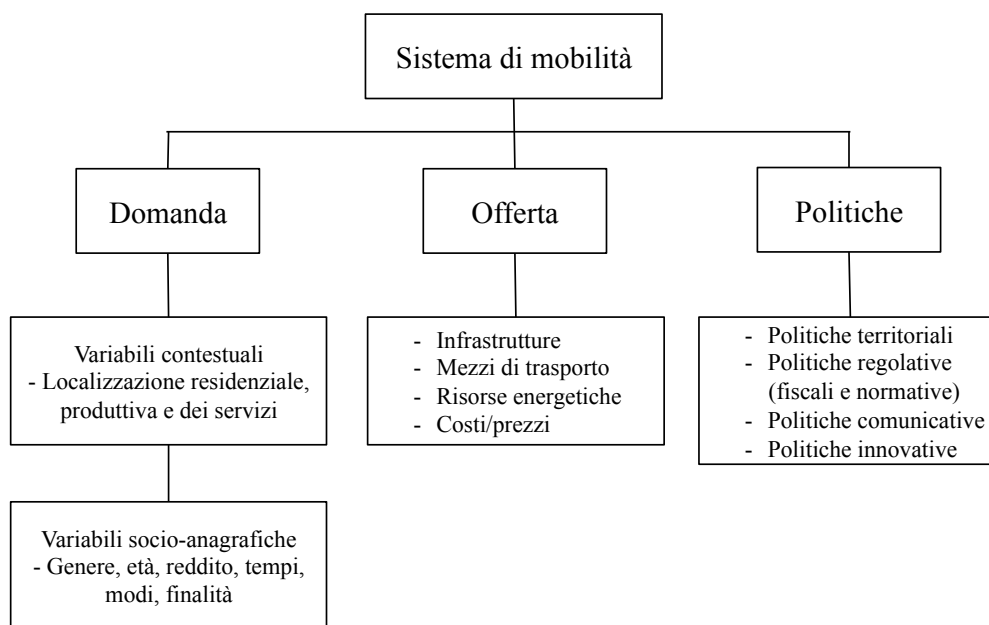 Sistema di mobilità
Domanda
Offerta
Politiche
Variabili contestuali
- Localizzazione residenziale,
produttiva e dei servizi
- Infrastrutture
- Mezzi di trasporto
- Risorse energetiche
- Costi/prezzi
- Politiche territoriali
- Politiche regolative
(fiscali e normative)
- Politiche comunicative
- Politiche innovative
Variabili socio-anagrafiche
- Genere, età, reddito, tempi,
modi, finalità